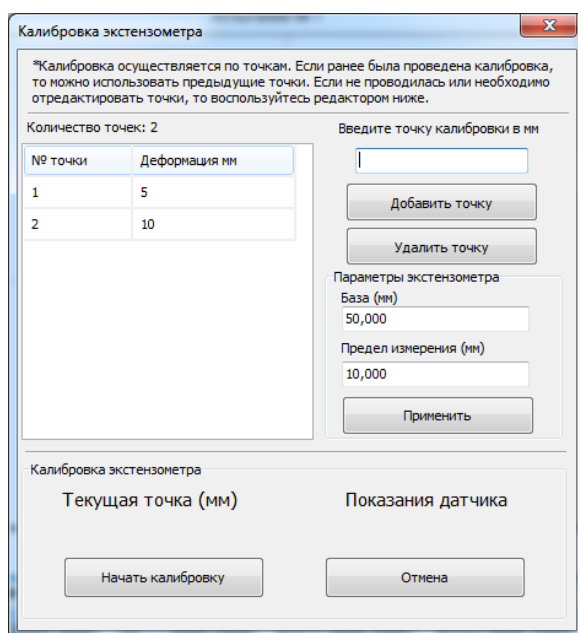 Калибровка экстензометра
*Калибровка осуществляется по точкам. Если ранее была проведена калибровка,
то можно использовать предыдущие точки. Если не проводилась или необходимо
отредактировать точки, то воспользуйтесь редактором ниже.
Количество точек: 2
Введите точку калибровки в мм
№ точки Деформация мм
1 5
2 10
Добавить точку
Удалить точку
Параметры экстензометра
База (мм)
50,000
Предел измерения (мм)
10,000
Применить
Калибровка экстензометра
Текущая точка (мм) Показания датчика
Начать калибровку Отмена